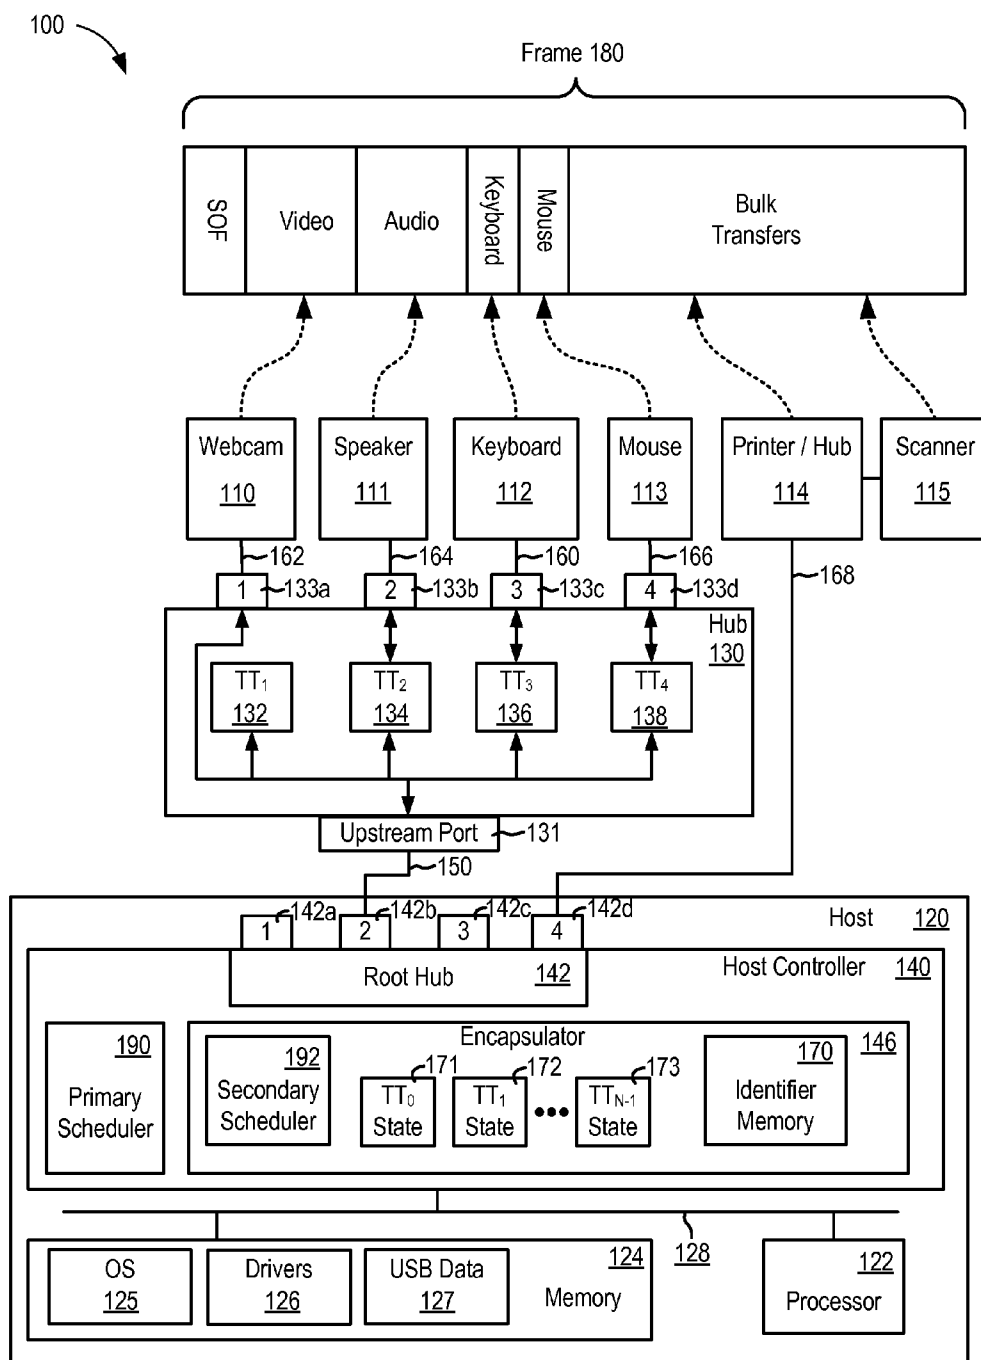 100
Frame 180
SOF
Video
Audio
Keyboard
Mouse
Bulk
Transfers
Webcam
110
Speaker
111
Keyboard
112
Mouse
113
Printer / Hub
114
Scanner
115
162
164
160
166
168
1
133a
2
133b
3
133c
4
133d
Hub
130
TT1
132
TT2
134
TT3
136
TT4
138
Upstream Port
131
150
142a
142b
142c
142d
1
2
3
4
Host
120
Root Hub
142
Host Controller
140
190
Primary
Scheduler
Encapsulator
146
192
Secondary
Scheduler
171
TT0
State
172
TT1
State
173
TTN-1
State
170
Identifier
Memory
128
OS
125
Drivers
126
USB Data
127
124
Memory
122
Processor